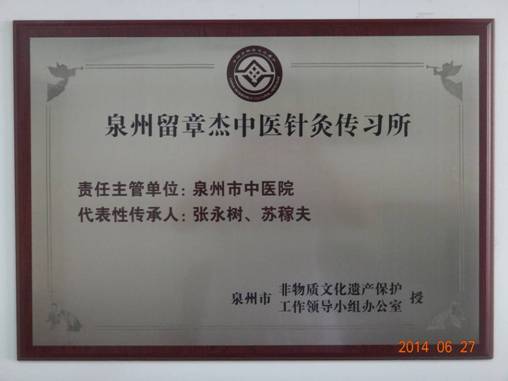 泉州留章杰中医针灸传习所
责任主管单位：泉州市中医院
代表性传承人：张永树、苏稼夫
泉州市 非物质文化遗产保护 授
工作领导小组办公室
2014 06 27